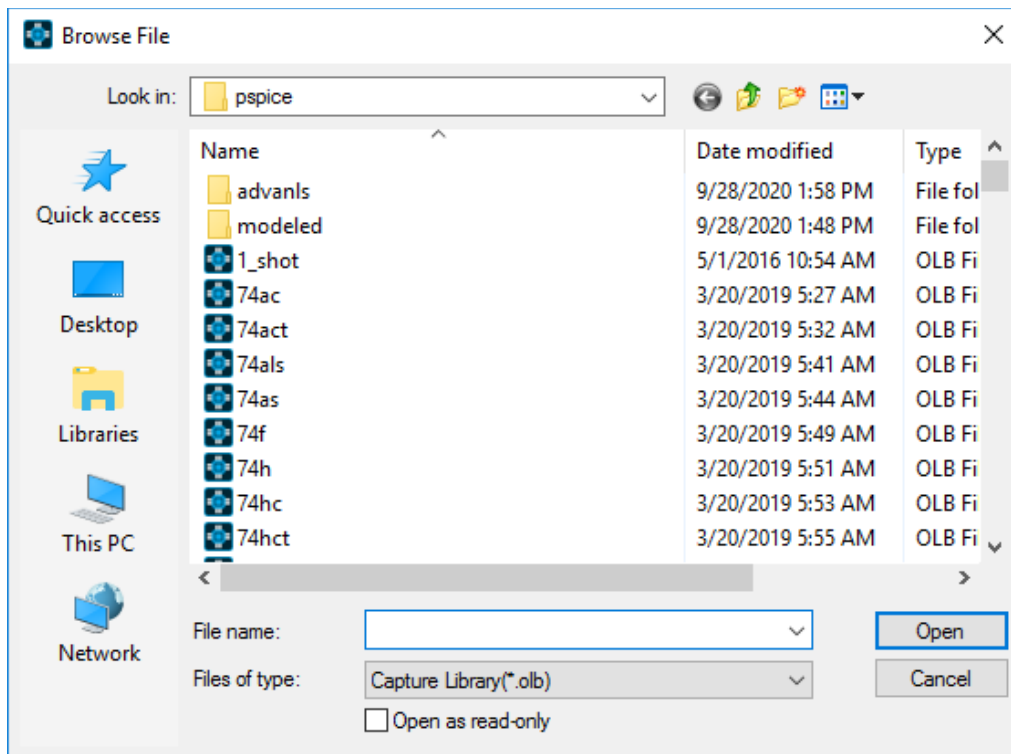 Browse File
Look in: pspice
Name Date modified Type
advanls 9/28/2020 1:58 PM File fol
modeled 9/28/2020 1:48 PM File fol
1_shot 5/1/2016 10:54 AM OLB Fi
74ac 3/20/2019 5:27 AM OLB Fi
74act 3/20/2019 5:32 AM OLB Fi
74als 3/20/2019 5:41 AM OLB Fi
74as 3/20/2019 5:44 AM OLB Fi
74f 3/20/2019 5:49 AM OLB Fi
74h 3/20/2019 5:51 AM OLB Fi
74hc 3/20/2019 5:53 AM OLB Fi
74hct 3/20/2019 5:55 AM OLB Fi
Quick access
Desktop
Libraries
This PC
Network
File name: Open
Files of type: Capture Library(*.olb) Cancel
Open as read-only